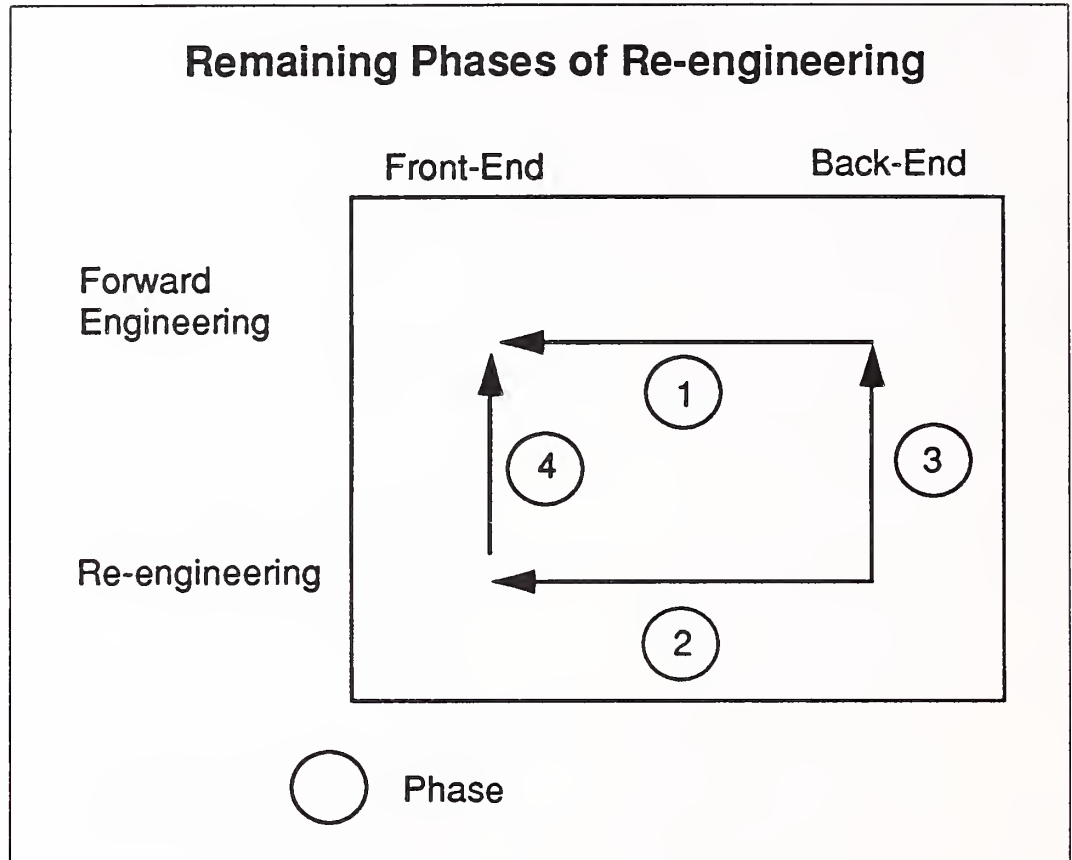 Remaining Phases of Re-engineering
Front-End
Back-End
Forward
Engineering
1
4
3
Re-engineering
2
Phase